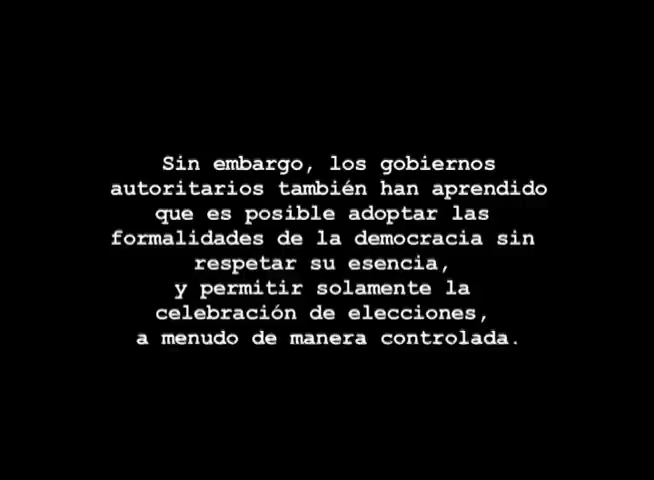 Sin embargo, los gobiernos
autoritarios también han aprendido
que es posible adoptar las
formalidades de la democracia sin
respetar su esencia,
y permitir solamente la
celebración de elecciones,
a menudo de manera controlada.